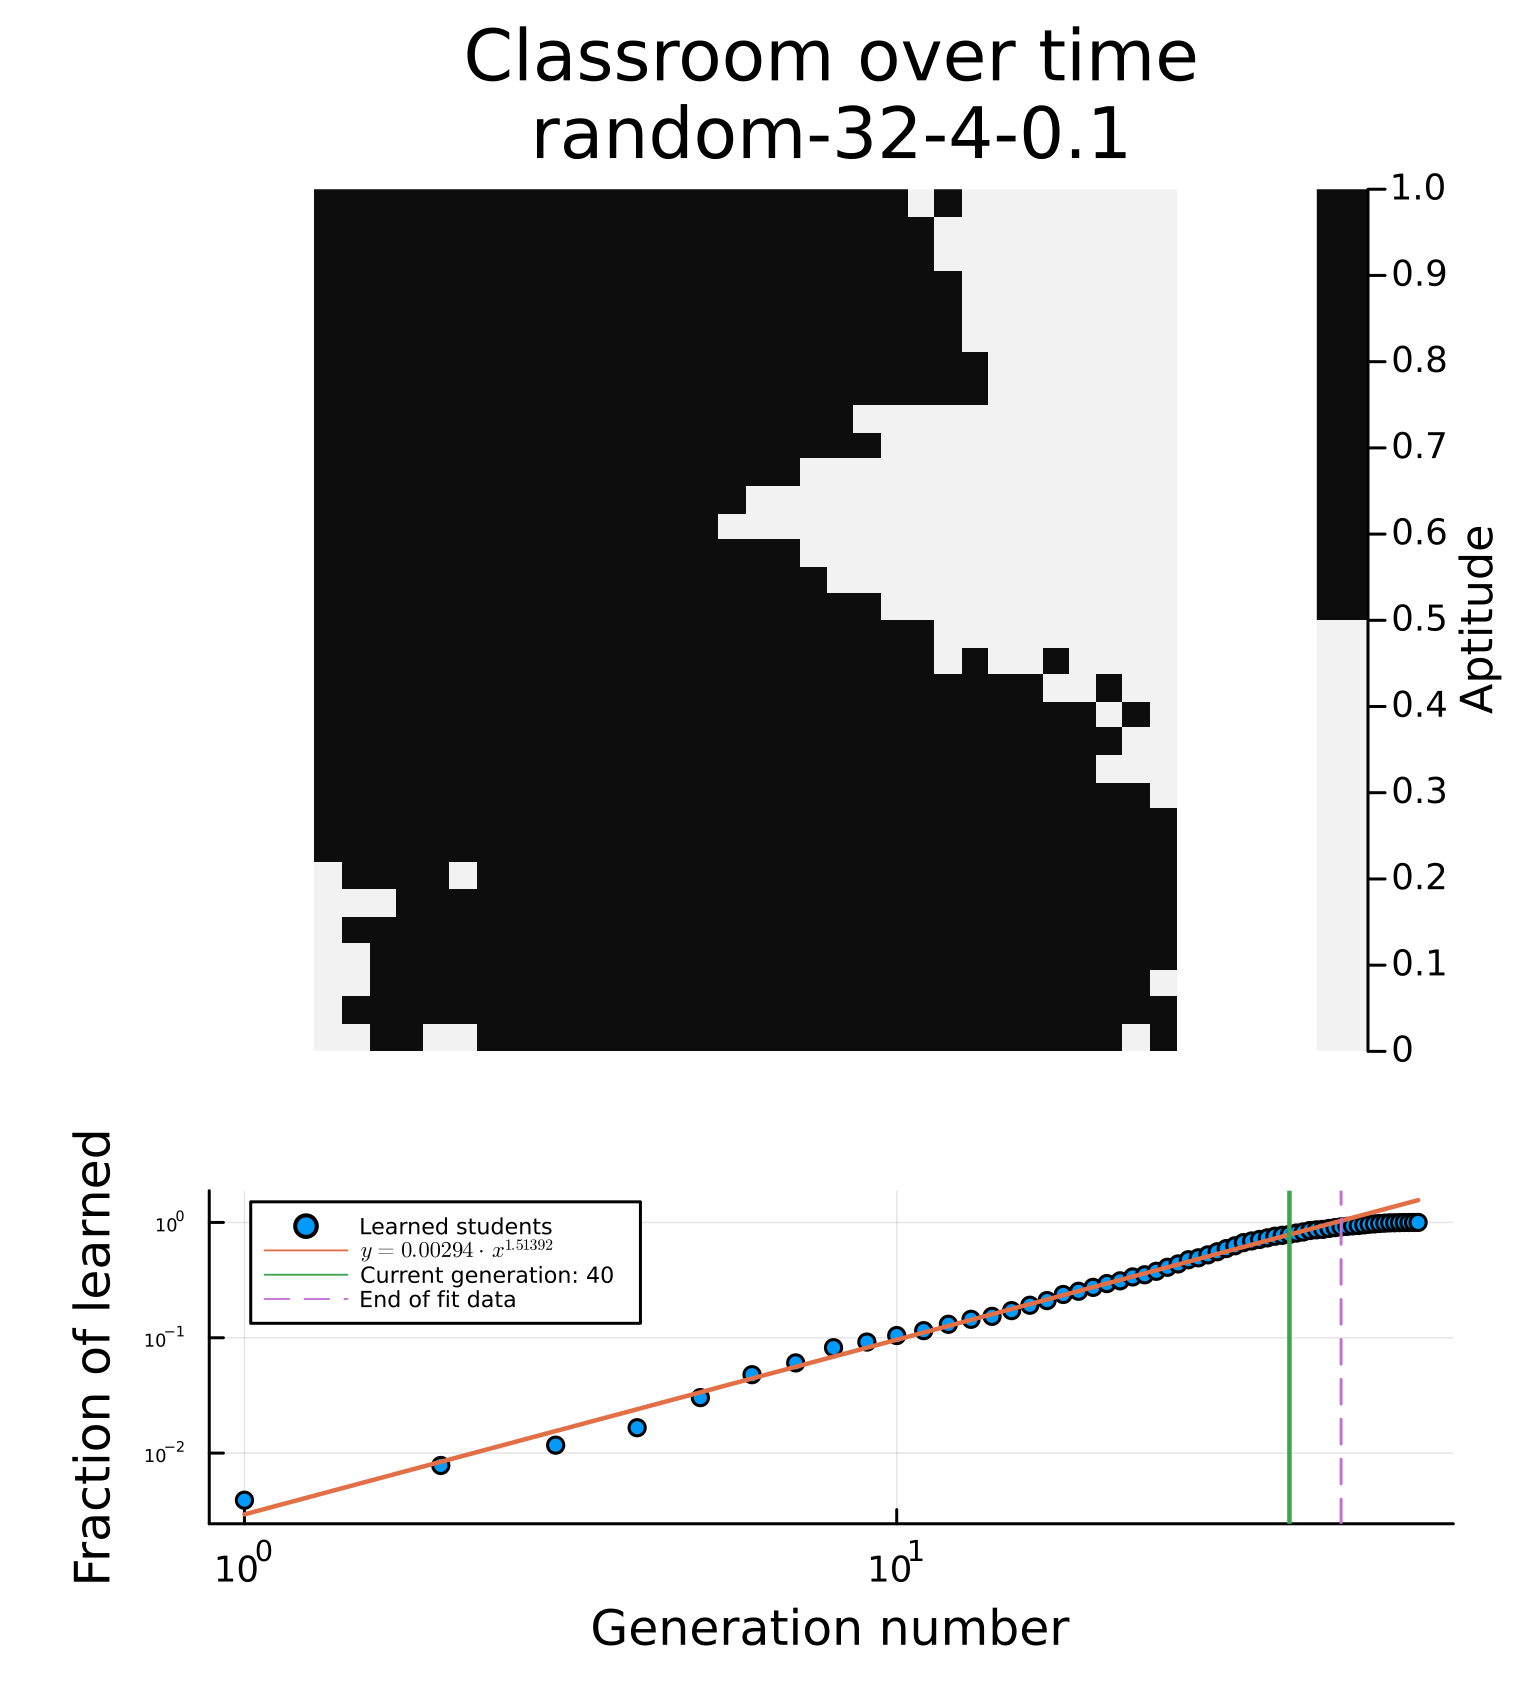 Classroom over time
random-32-4-0.1
1.0
0.9
0.8
0.7
0.6
0.5
0.4
0.3
0.2
0.1
0
Aptitude
Fraction of learned
10⁰
10⁻¹
10⁻²
Learned students
y = 0.00294 · x^1.51392
Current generation: 40
End of fit data
10⁰
10¹
Generation number